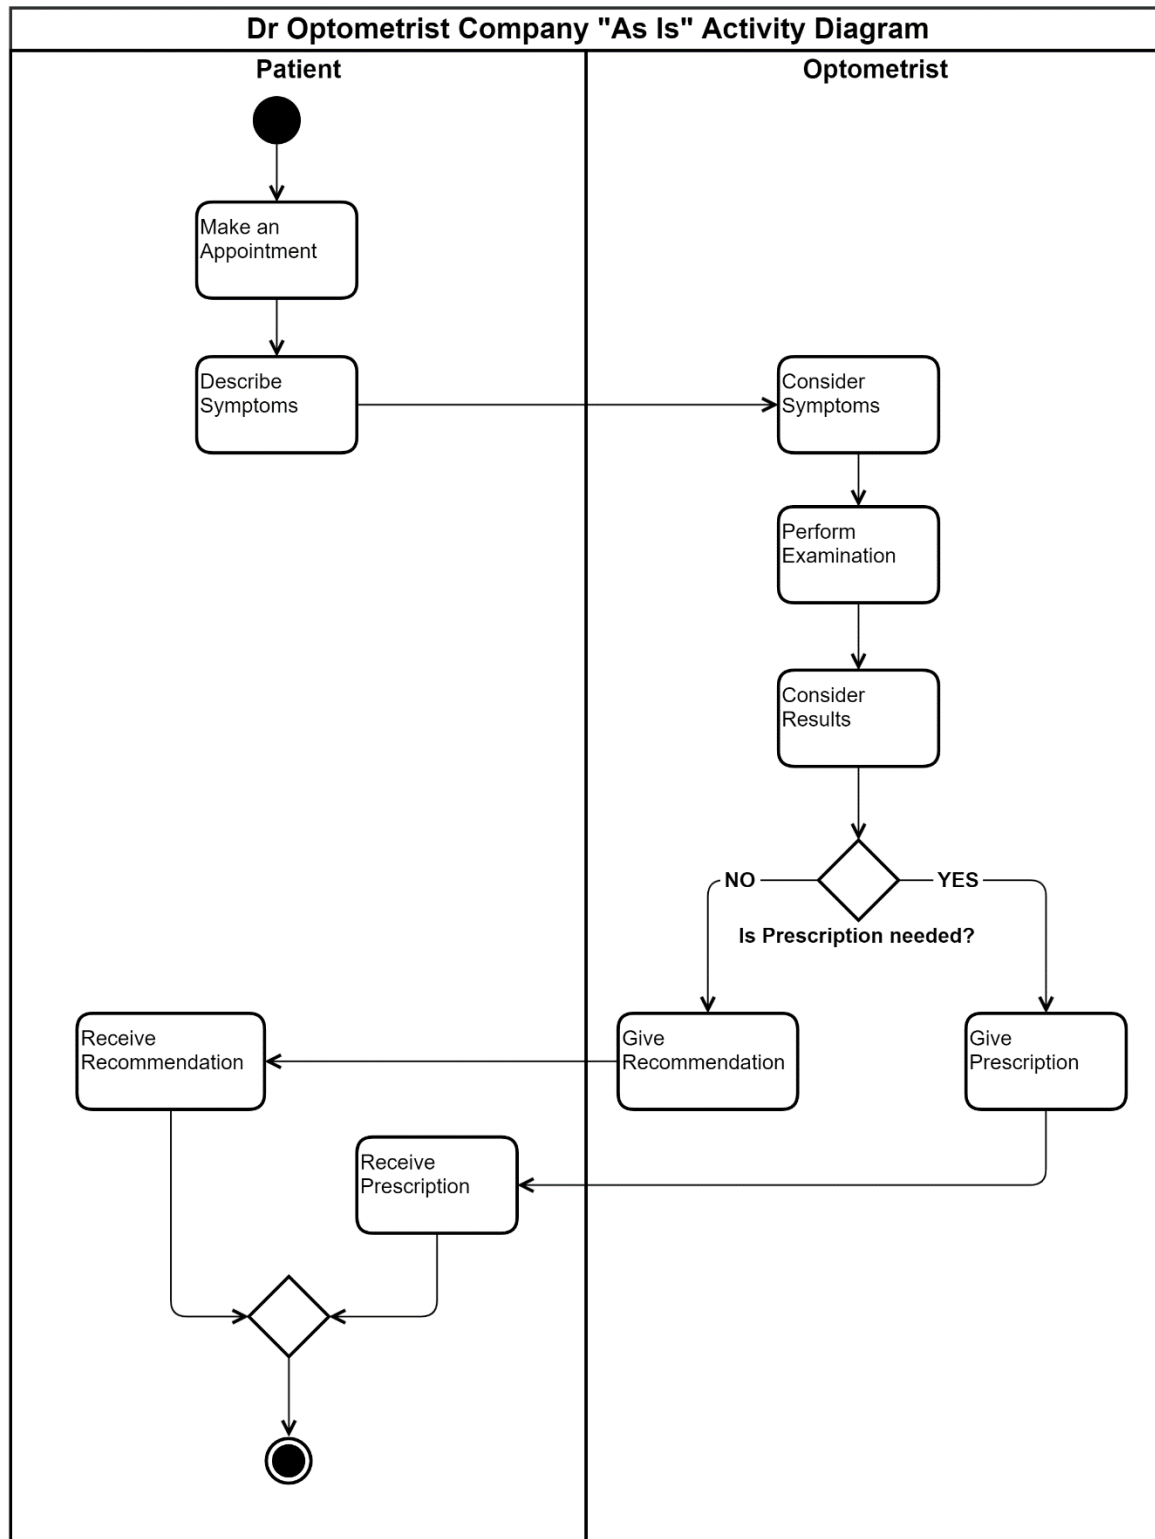 Dr Optometrist Company "As Is" Activity Diagram
Patient
Optometrist
Make an
Appointment
Describe
Symptoms
Consider
Symptoms
Perform
Examination
Consider
Results
NO
YES
Is Prescription needed?
Receive
Recommendation
Give
Recommendation
Give
Prescription
Receive
Prescription